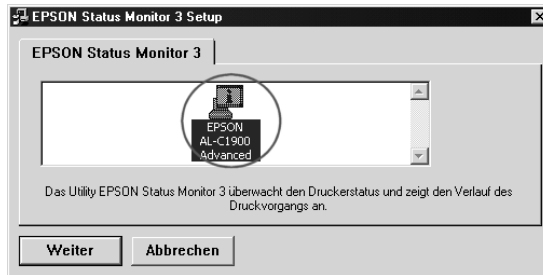 EPSON Status Monitor 3 Setup
EPSON Status Monitor 3
EPSON
AL-C1900
Advanced
Das Utility EPSON Status Monitor 3 überwacht den Druckerstatus und zeigt den Verlauf des
Druckvorgangs an.
Weiter
Abbrechen